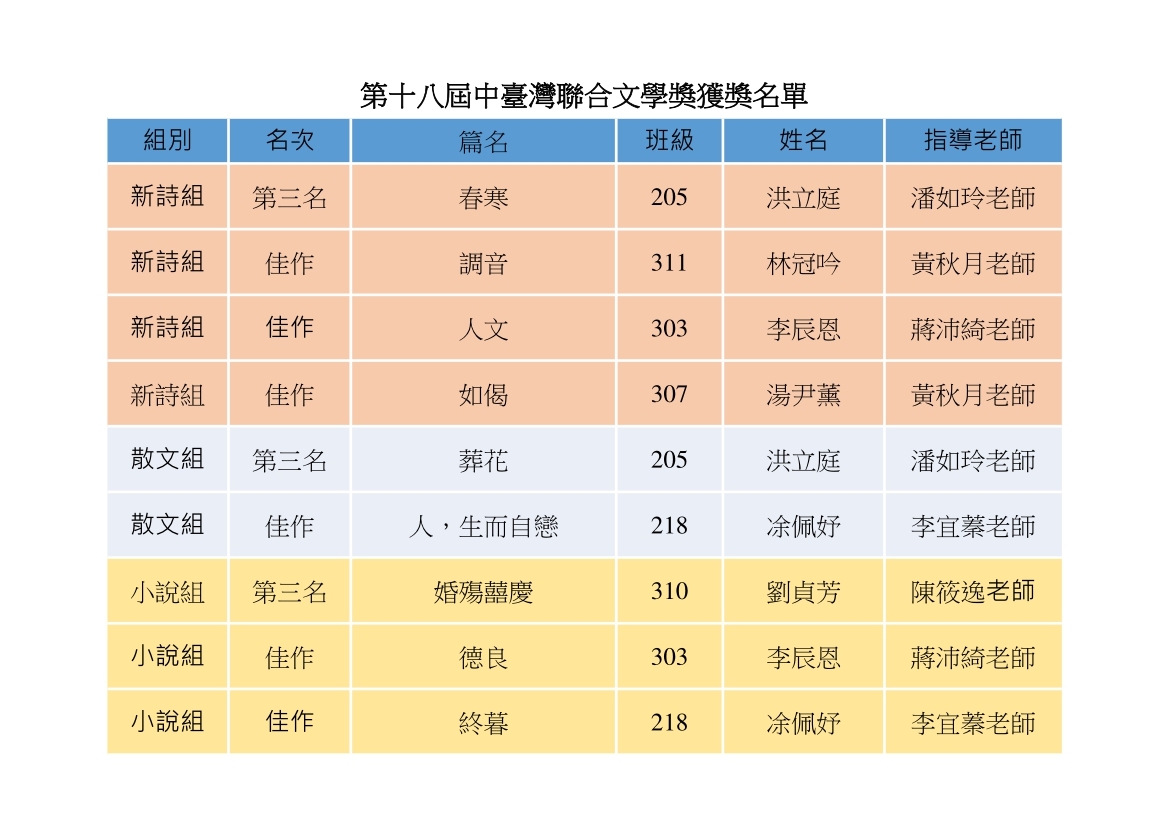 第十八屆中臺灣聯合文學獎獲獎名單
組別 名次 篇名 班級 姓名 指導老師
新詩組 第三名 春寒 205 洪立庭 潘如玲老師
新詩組 佳作 調音 311 林冠吟 黃秋月老師
新詩組 佳作 人文 303 李辰恩 蔣沛綺老師
新詩組 佳作 如偈 307 湯尹薰 黃秋月老師
散文組 第三名 葬花 205 洪立庭 潘如玲老師
散文組 佳作 人，生而自戀 218 凃佩妤 李宜蓁老師
小說組 第三名 婚殤囍慶 310 劉貞芳 陳筱逸老師
小說組 佳作 德良 303 李辰恩 蔣沛綺老師
小說組 佳作 終暮 218 凃佩妤 李宜蓁老師